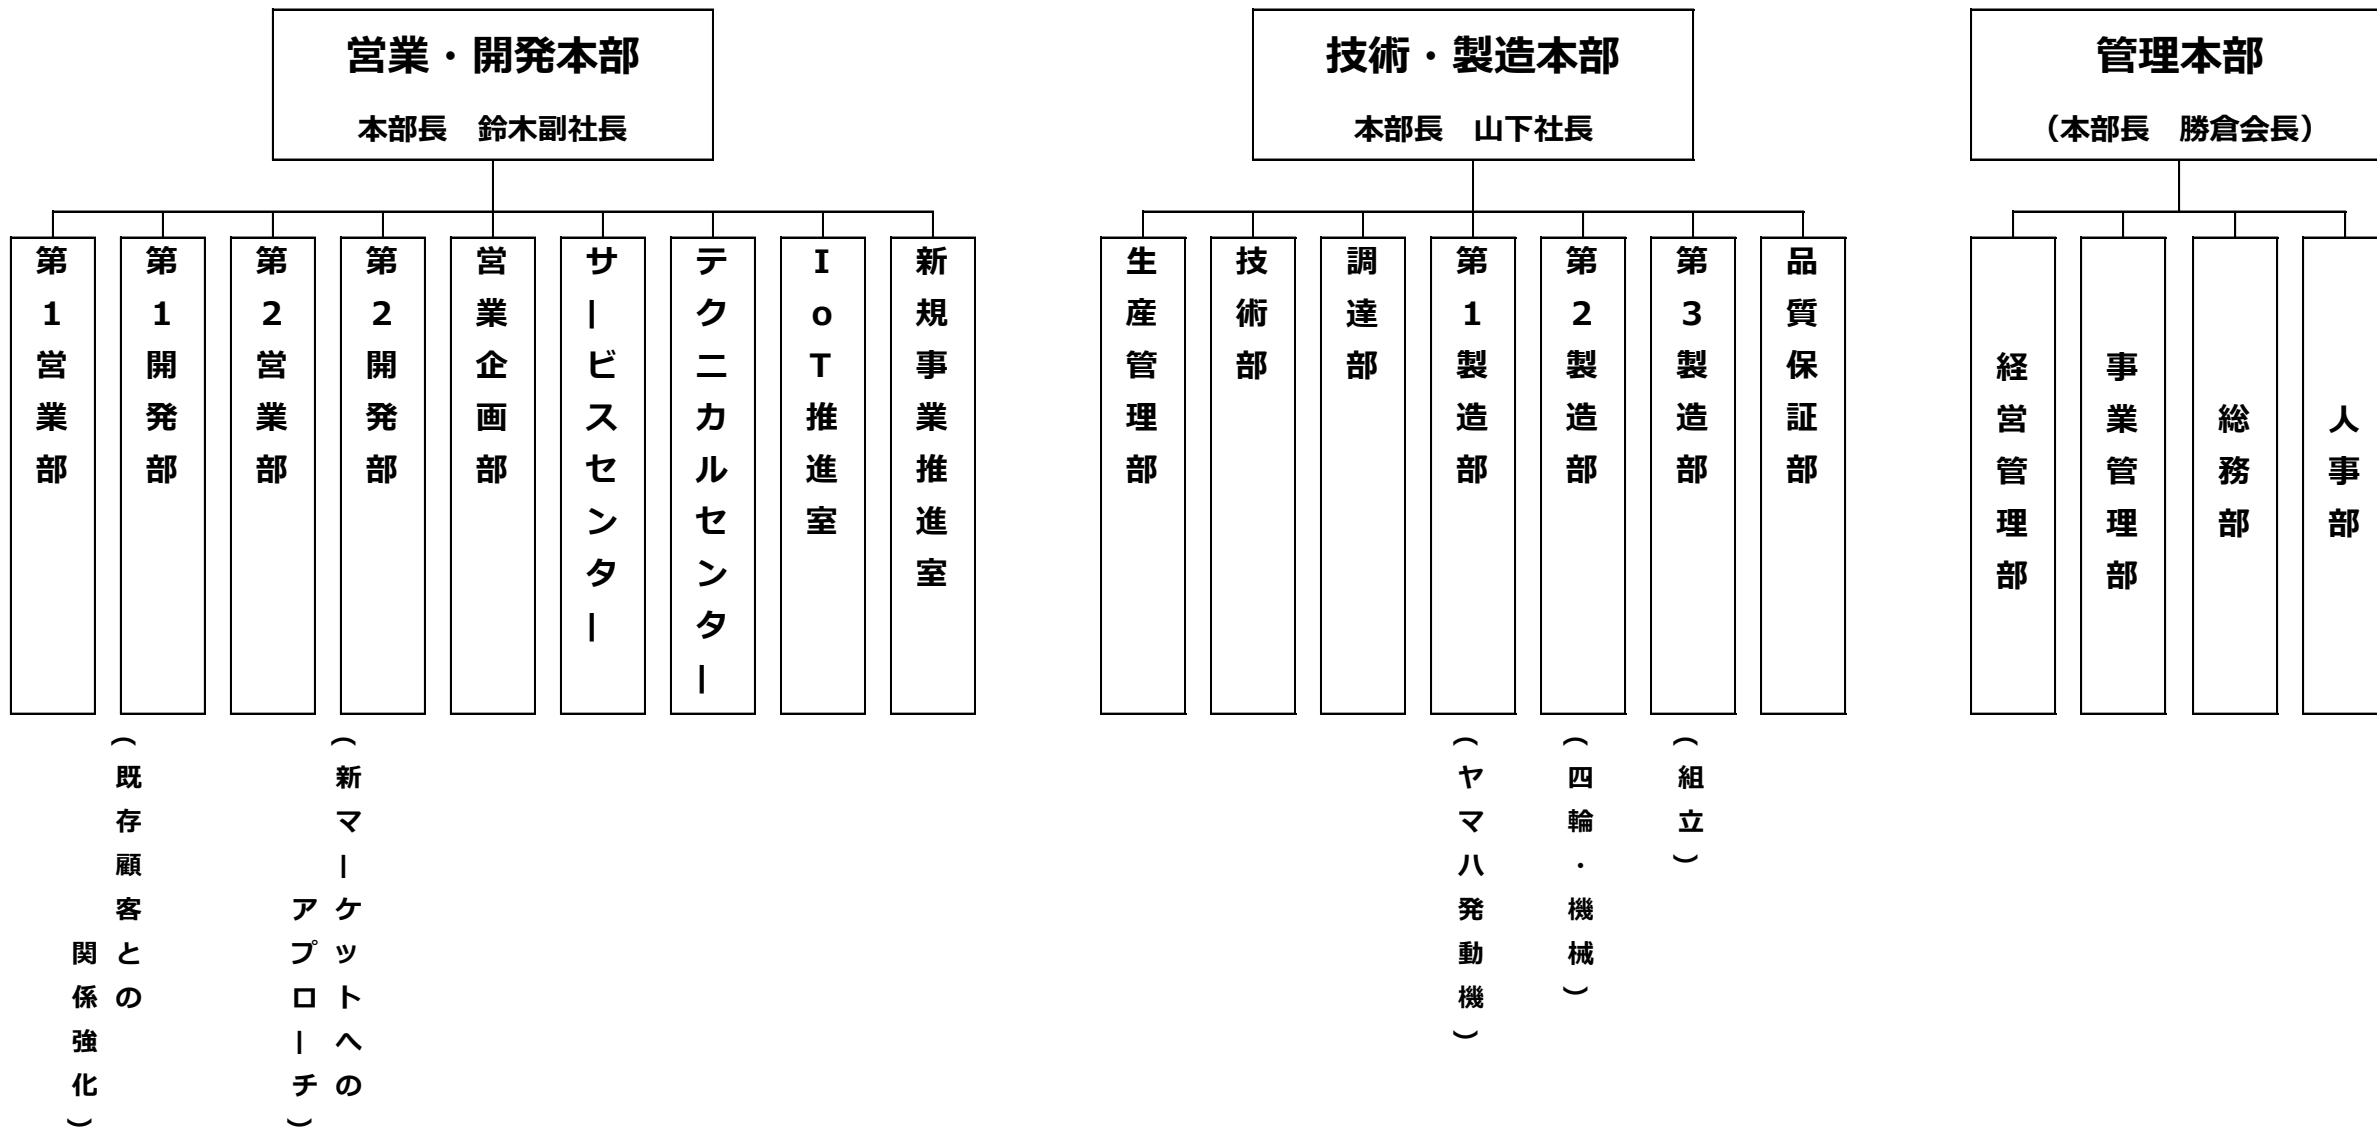 営業・開発本部
本部長　鈴木副社長
第1営業部
第1開発部
第2営業部
第2開発部
営業企画部
サービスセンター
テクニカルセンター
IoT推進室
新規事業推進室
（既存顧客との
関係強化）
（新マーケットへの
アプローチ）
技術・製造本部
本部長　山下社長
生産管理部
技術部
調達部
第1製造部
第2製造部
第3製造部
品質保証部
（ヤマハ発動機）
（四輪・機械）
（組立）
管理本部
（本部長　勝倉会長）
経営管理部
事業管理部
総務部
人事部